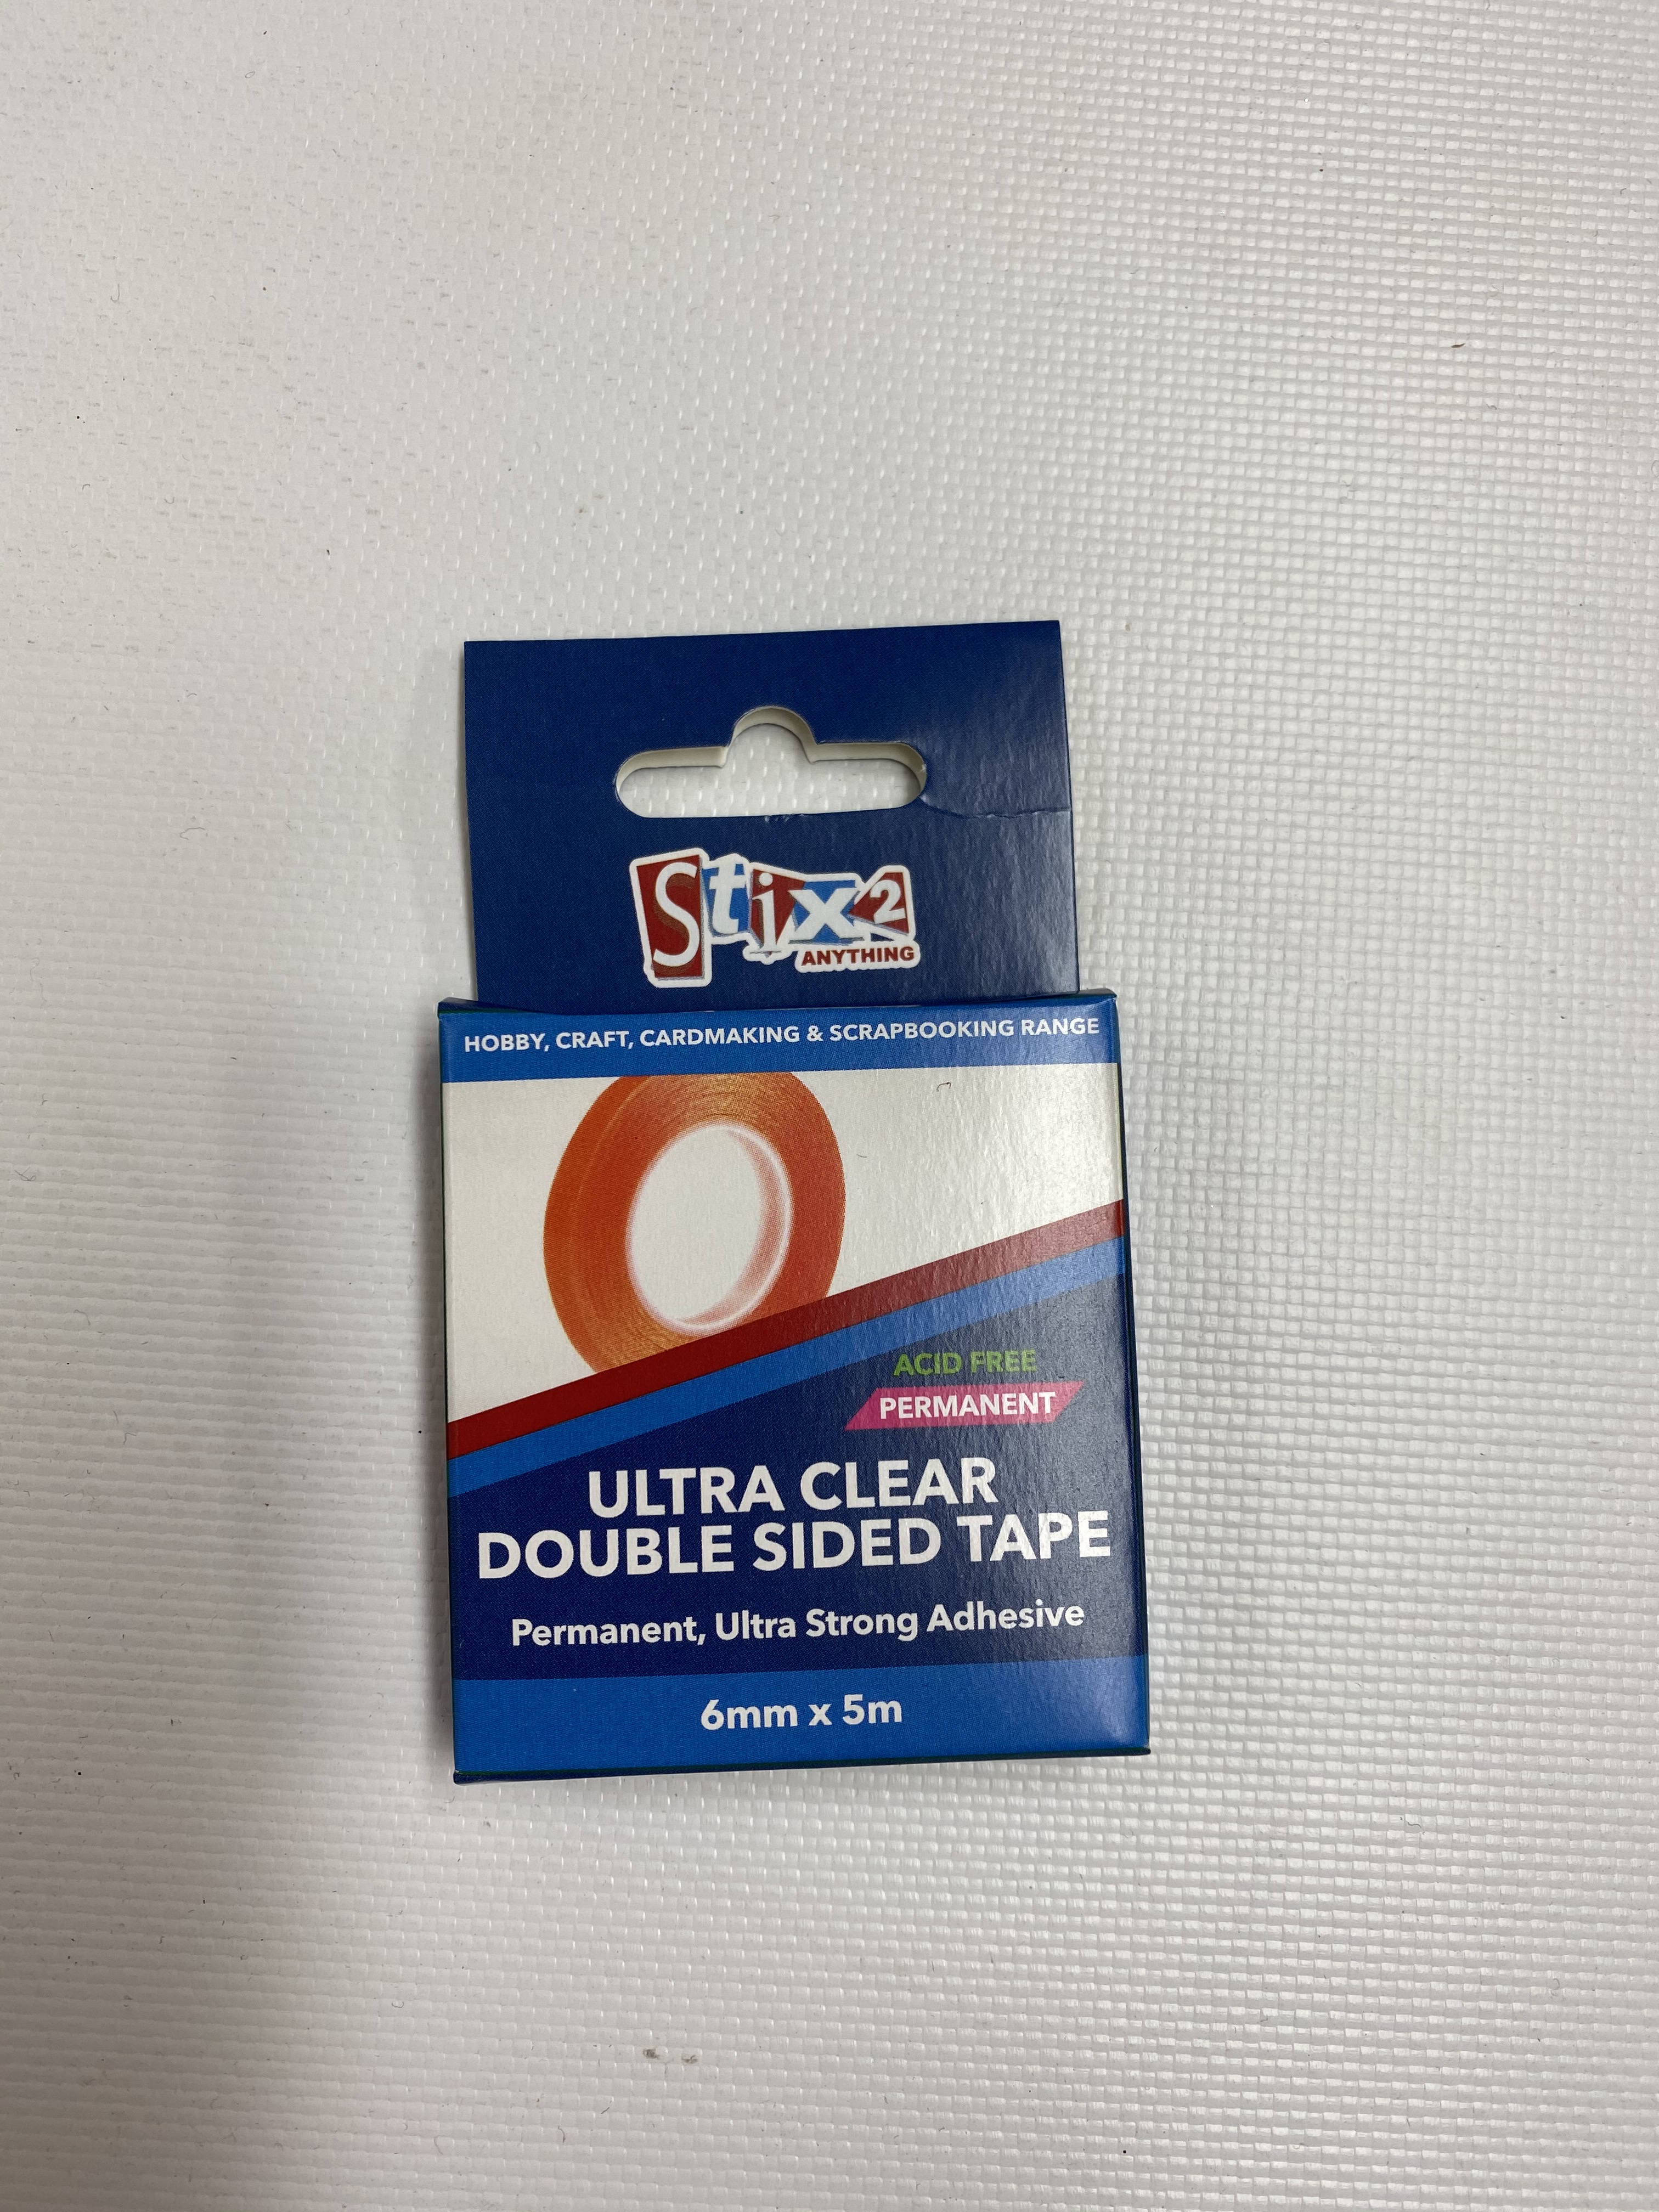 Stix2
ANYTHING
HOBBY, CRAFT, CARDMAKING & SCRAPBOOKING RANGE
ACID FREE
PERMANENT
ULTRA CLEAR
DOUBLE SIDED TAPE
Permanent, Ultra Strong Adhesive
6mm x 5m